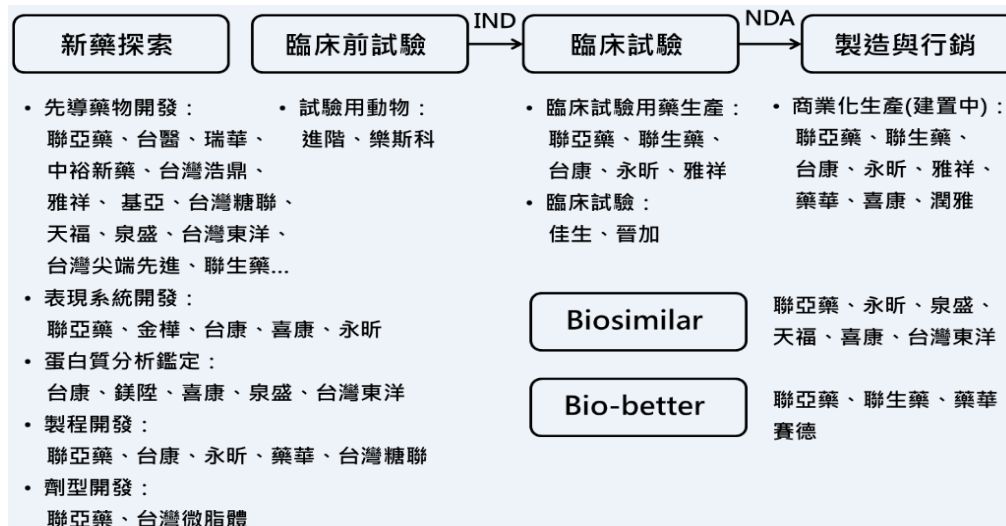 新藥探索
臨床前試驗
IND
臨床試驗
NDA
製造與行銷
• 先導藥物開發：
聯亞藥、台醫、瑞華、
中裕新藥、台灣浩鼎、
雅祥、 基亞、台灣糖聯、
天福、泉盛、台灣東洋、
台灣尖端先進、聯生藥...
• 表現系統開發：
聯亞藥、金樺、台康、喜康、永昕
• 蛋白質分析鑑定：
台康、鎂陞、喜康、泉盛、台灣東洋
• 製程開發：
聯亞藥、台康、永昕、藥華、台灣糖聯
• 劑型開發：
聯亞藥、台灣微脂體
• 試驗用動物：
進階、樂斯科
• 臨床試驗用藥生產：
聯亞藥、聯生藥、
台康、永昕、雅祥
• 臨床試驗：
佳生、晉加
• 商業化生產(建置中)：
聯亞藥、聯生藥、
台康、永昕、雅祥、
藥華、喜康、潤雅
Biosimilar
聯亞藥、永昕、泉盛、
天福、喜康、台灣東洋
Bio-better
聯亞藥、聯生藥、藥華
賽德